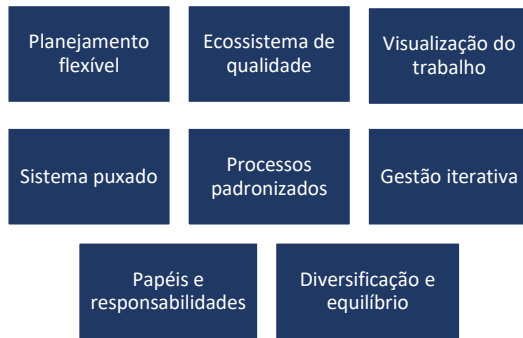 Planejamento
flexível
Ecossistema de
qualidade
Visualização do
trabalho
Sistema puxado
Processos
padronizados
Gestão iterativa
Papéis e
responsabilidades
Diversificação e
equilíbrio